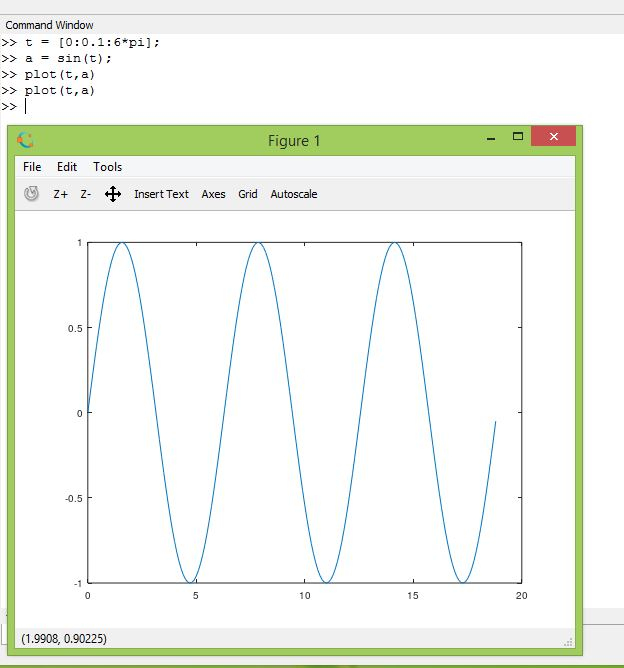 Command Window
>> t = [0:0.1:6*pi];
>> a = sin(t);
>> plot(t,a)
>> plot(t,a)
>>
Figure 1
File Edit Tools
Z+ Z- Insert Text Axes Grid Autoscale
1
0.5
0
-0.5
-1
0 5 10 15 20
(1.9908, 0.90225)